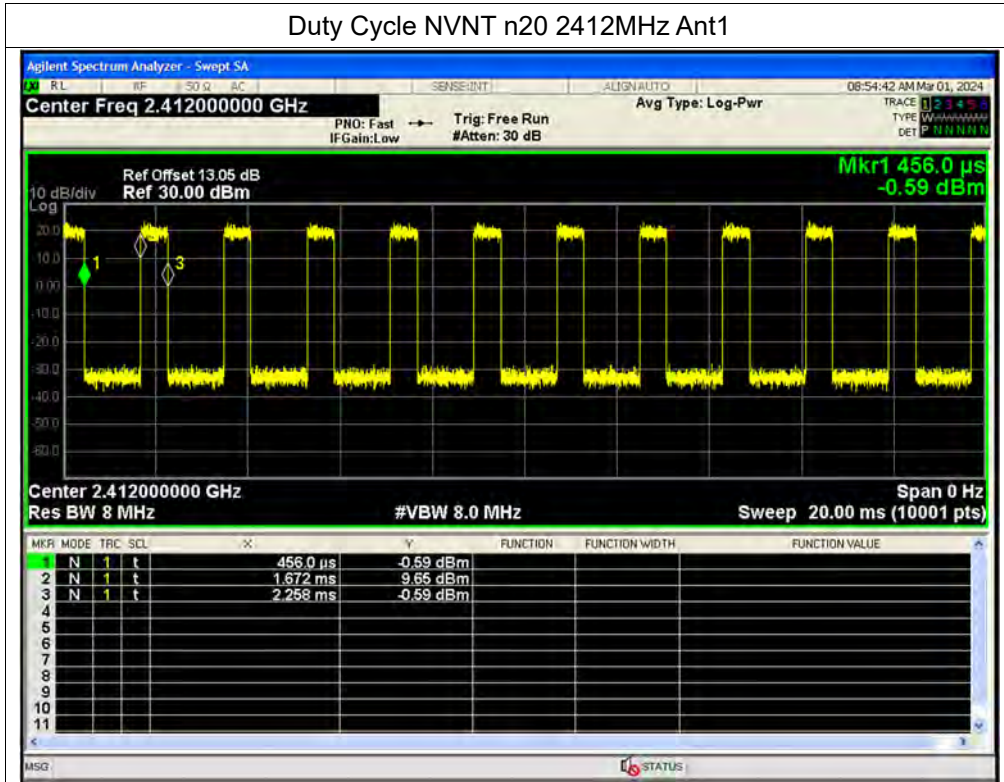 Duty Cycle NVNT n20 2412MHz Ant1
Agilent Spectrum Analyzer - Swept SA
LXI RL RF 50 Ω AC SENSE:INT ALIGN AUTO 08:54:42 AM Mar 01, 2024
Center Freq 2.412000000 GHz Avg Type: Log-Pwr TRACE 1 2 3 4 5 6
PNO: Fast Trig: Free Run TYPE W
IFGain:Low #Atten: 30 dB DET P N N N N N
Mkr1 456.0 µs
Ref Offset 13.05 dB
10 dB/div Ref 30.00 dBm -0.59 dBm
Log
20.0
10.0
0.00
-10.0
-20.0
-30.0
-40.0
-50.0
-60.0
1
2
3
Center 2.412000000 GHz Span 0 Hz
Res BW 8 MHz #VBW 8.0 MHz Sweep 20.00 ms (10001 pts)
MKR MODE TRC SCL X Y FUNCTION FUNCTION WIDTH FUNCTION VALUE
1 N 1 t 456.0 µs -0.59 dBm
2 N 1 t 1.672 ms 9.65 dBm
3 N 1 t 2.258 ms -0.59 dBm
4
5
6
7
8
9
10
11
MSG STATUS